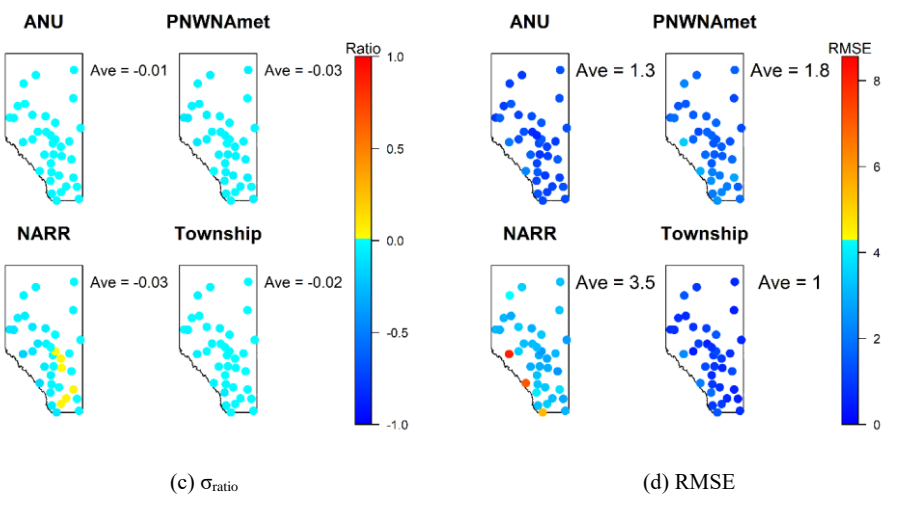 ANU PNWNAmet
Ratio
Ave = -0.01 Ave = -0.03
1.0
0.5
0.0
-0.5
-1.0
NARR Township
Ave = -0.03 Ave = -0.02
(c) σratio
ANU PNWNAmet
RMSE
Ave = 1.3 Ave = 1.8
8
6
4
2
0
NARR Township
Ave = 3.5 Ave = 1
(d) RMSE